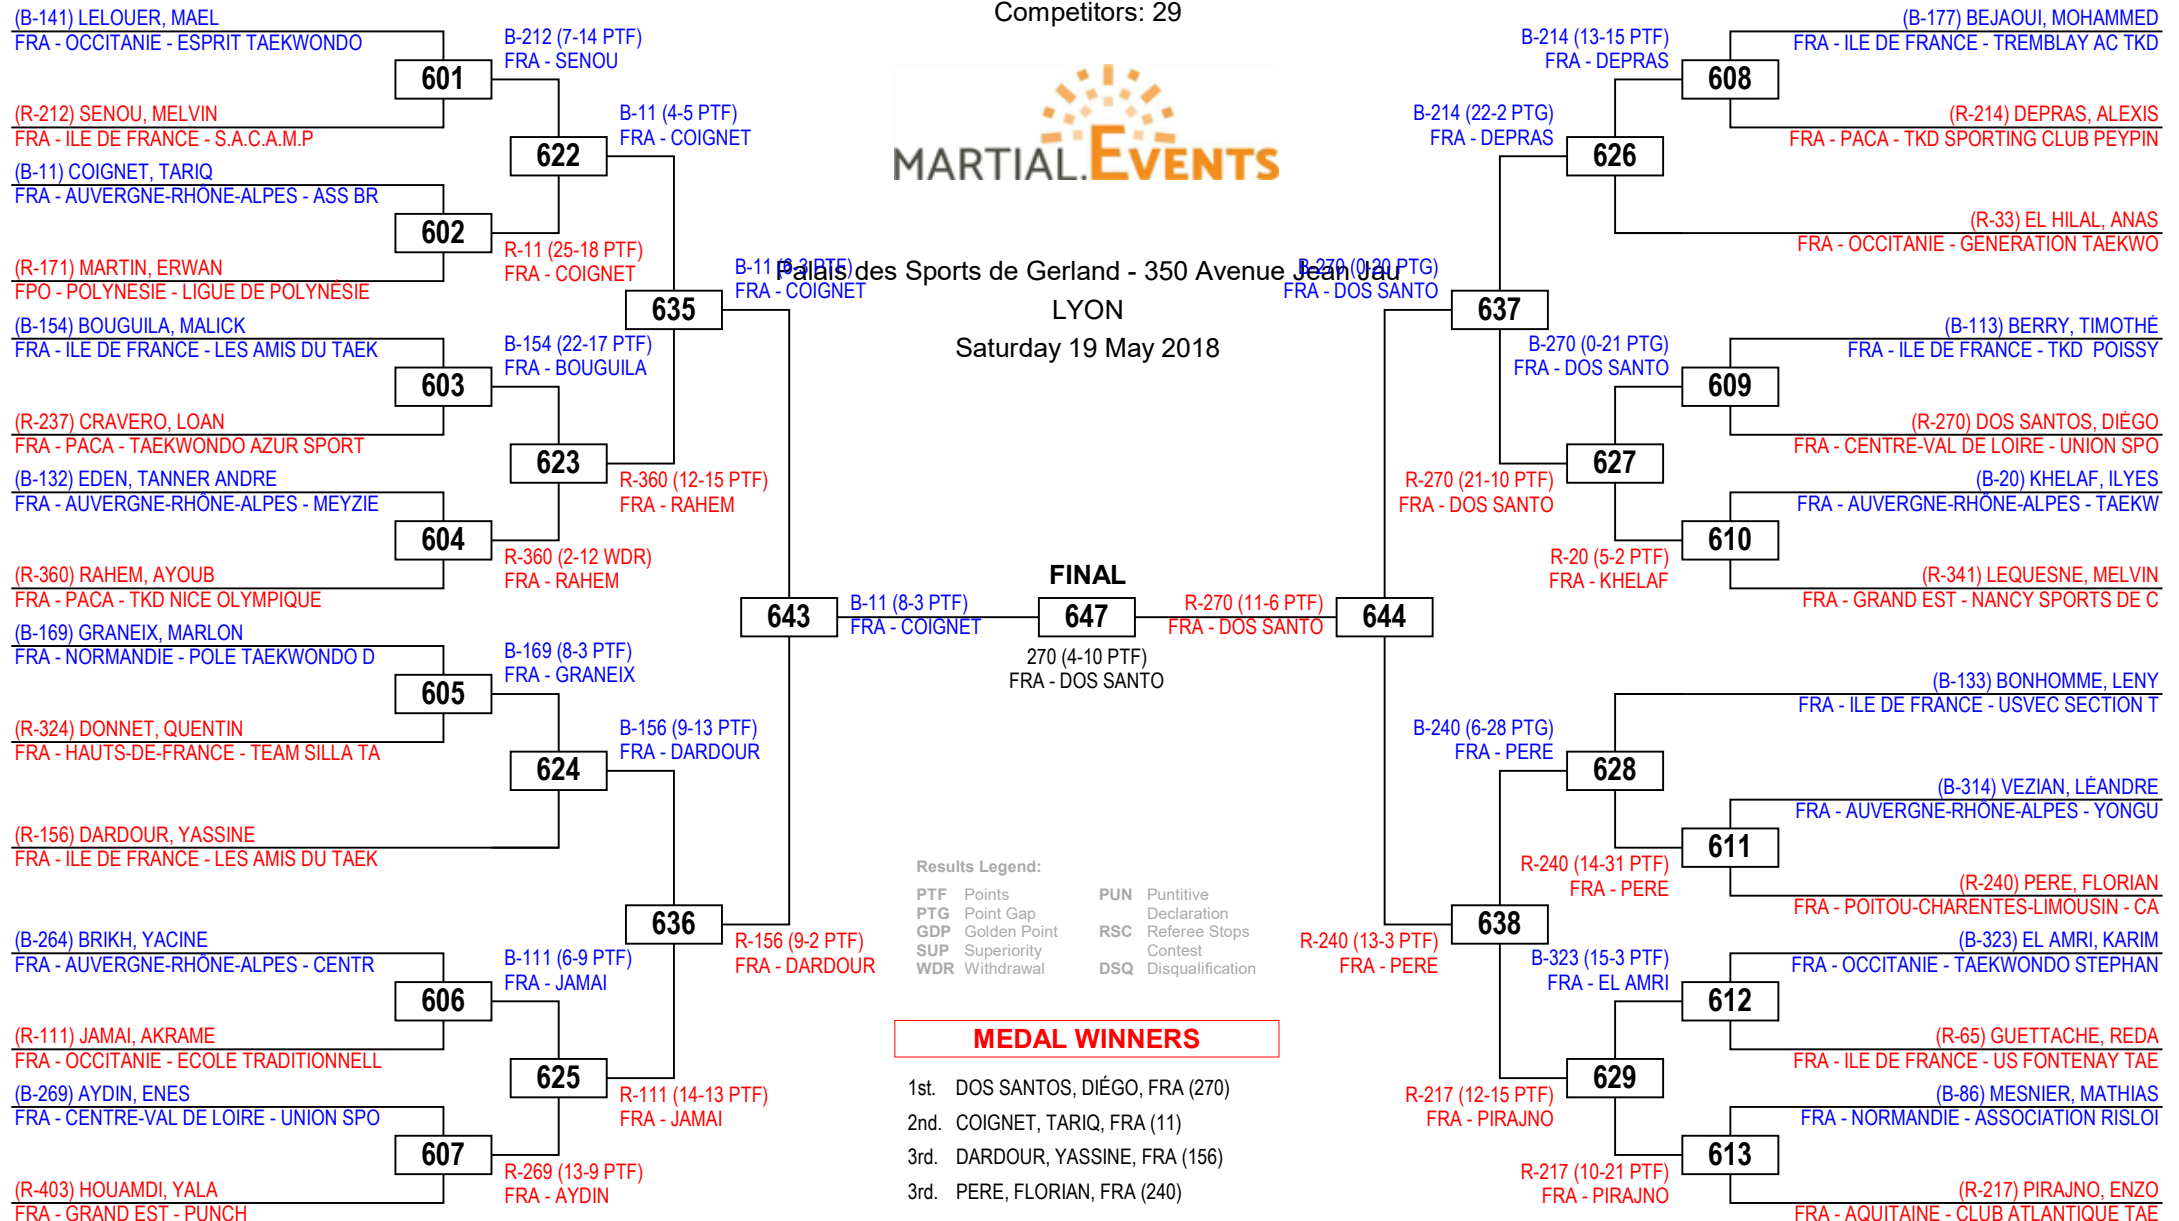 Competitors: 29
MARTIAL.EVENTS
Palais des Sports de Gerland - 350 Avenue Jean Jau
LYON
Saturday 19 May 2018
(B-141) LELOUER, MAEL
FRA - OCCITANIE - ESPRIT TAEKWONDO
601
(R-212) SENOU, MELVIN
FRA - ILE DE FRANCE - S.A.C.A.M.P
(B-11) COIGNET, TARIQ
FRA - AUVERGNE-RHÔNE-ALPES - ASS BR
602
(R-171) MARTIN, ERWAN
FPO - POLYNESIE - LIGUE DE POLYNÉSIE
(B-154) BOUGUILA, MALICK
FRA - ILE DE FRANCE - LES AMIS DU TAEK
603
(R-237) CRAVERO, LOAN
FRA - PACA - TAEKWONDO AZUR SPORT
(B-132) EDEN, TANNER ANDRE
FRA - AUVERGNE-RHÔNE-ALPES - MEYZIE
604
(R-360) RAHEM, AYOUB
FRA - PACA - TKD NICE OLYMPIQUE
(B-169) GRANEIX, MARLON
FRA - NORMANDIE - POLE TAEKWONDO D
605
(R-324) DONNET, QUENTIN
FRA - HAUTS-DE-FRANCE - TEAM SILLA TA
(R-156) DARDOUR, YASSINE
FRA - ILE DE FRANCE - LES AMIS DU TAEK
(B-264) BRIKH, YACINE
FRA - AUVERGNE-RHÔNE-ALPES - CENTR
606
(R-111) JAMAI, AKRAME
FRA - OCCITANIE - ECOLE TRADITIONNELL
(B-269) AYDIN, ENES
FRA - CENTRE-VAL DE LOIRE - UNION SPO
607
(R-403) HOUAMDI, YALA
FRA - GRAND EST - PUNCH
B-212 (7-14 PTF)
FRA - SENOU
622
R-11 (25-18 PTF)
FRA - COIGNET
B-154 (22-17 PTF)
FRA - BOUGUILA
623
R-360 (2-12 WDR)
FRA - RAHEM
B-169 (8-3 PTF)
FRA - GRANEIX
624
B-111 (6-9 PTF)
FRA - JAMAI
625
R-269 (13-9 PTF)
FRA - AYDIN
B-11 (4-5 PTF)
FRA - COIGNET
635
R-360 (12-15 PTF)
FRA - RAHEM
B-156 (9-13 PTF)
FRA - DARDOUR
636
R-111 (14-13 PTF)
FRA - JAMAI
B-11 (6-3 PTF)
FRA - COIGNET
643
R-156 (9-2 PTF)
FRA - DARDOUR
B-11 (8-3 PTF)
FRA - COIGNET
FINAL
647
270 (4-10 PTF)
FRA - DOS SANTO
R-270 (11-6 PTF)
FRA - DOS SANTO
644
B-270 (0-20 PTG)
FRA - DOS SANTO
637
R-240 (13-3 PTF)
FRA - PERE
638
B-214 (22-2 PTG)
FRA - DEPRAS
626
R-270 (21-10 PTF)
FRA - DOS SANTO
627
B-240 (6-28 PTG)
FRA - PERE
628
R-217 (12-15 PTF)
FRA - PIRAJNO
629
B-214 (13-15 PTF)
FRA - DEPRAS
B-270 (0-21 PTG)
FRA - DOS SANTO
R-20 (5-2 PTF)
FRA - KHELAF
R-240 (14-31 PTF)
FRA - PERE
B-323 (15-3 PTF)
FRA - EL AMRI
R-217 (10-21 PTF)
FRA - PIRAJNO
(B-177) BEJAOUI, MOHAMMED
FRA - ILE DE FRANCE - TREMBLAY AC TKD
608
(R-214) DEPRAS, ALEXIS
FRA - PACA - TKD SPORTING CLUB PEYPIN
(R-33) EL HILAL, ANAS
FRA - OCCITANIE - GENERATION TAEKWO
(B-113) BERRY, TIMOTHÉ
FRA - ILE DE FRANCE - TKD POISSY
609
(R-270) DOS SANTOS, DIÉGO
FRA - CENTRE-VAL DE LOIRE - UNION SPO
(B-20) KHELAF, ILYES
FRA - AUVERGNE-RHÔNE-ALPES - TAEKW
610
(R-341) LEQUESNE, MELVIN
FRA - GRAND EST - NANCY SPORTS DE C
(B-133) BONHOMME, LENY
FRA - ILE DE FRANCE - USVEC SECTION T
(B-314) VEZIAN, LÉANDRE
FRA - AUVERGNE-RHÔNE-ALPES - YONGU
611
(R-240) PERE, FLORIAN
FRA - POITOU-CHARENTES-LIMOUSIN - CA
(B-323) EL AMRI, KARIM
FRA - OCCITANIE - TAEKWONDO STEPHAN
612
(R-65) GUETTACHE, REDA
FRA - ILE DE FRANCE - US FONTENAY TAE
(B-86) MESNIER, MATHIAS
FRA - NORMANDIE - ASSOCIATION RISLOI
613
(R-217) PIRAJNO, ENZO
FRA - AQUITAINE - CLUB ATLANTIQUE TAE
Results Legend:
PTF Points
PTG Point Gap
GDP Golden Point
SUP Superiority
WDR Withdrawal
PUN Puntitive
Declaration
RSC Referee Stops
Contest
DSQ Disqualification
MEDAL WINNERS
1st. DOS SANTOS, DIÉGO, FRA (270)
2nd. COIGNET, TARIQ, FRA (11)
3rd. DARDOUR, YASSINE, FRA (156)
3rd. PERE, FLORIAN, FRA (240)